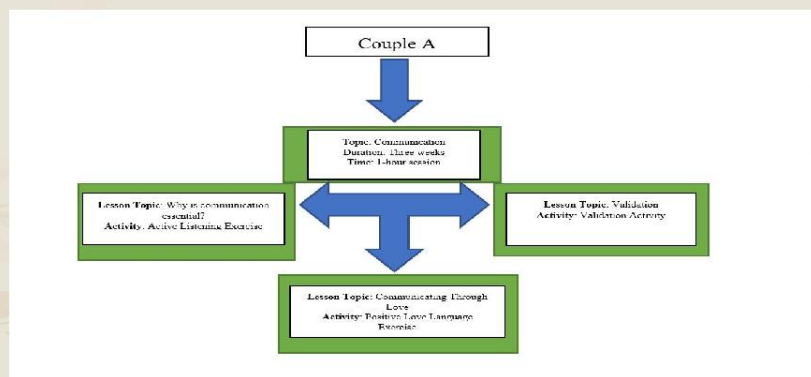 Couple A
Topic: Communication
Duration: Three weeks
Time: 1-hour session
Lesson Topic: Why is communication
essential?
Activity: Active Listening Exercise
Lesson Topic: Validation
Activity: Validation Activity
Lesson Topic: Communicating Through
Love
Activity: Positive Love Language
Exercise